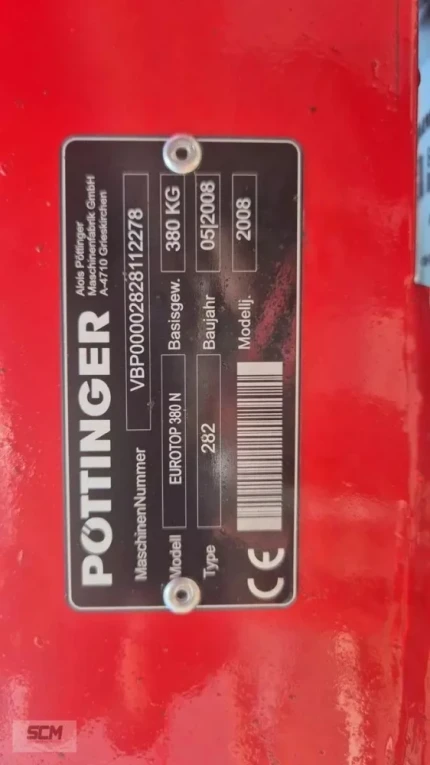 PÖTTINGER
Alois Pöttinger
Maschinenfabrik GmbH
A-4710 Grieskirchen
MaschinenNummer VBP00002828112278
Modell EUROTOP 380 N Basisgew. 380 KG
Type 282 Baujahr 05|2008
Modellj. 2008
CE
SCM